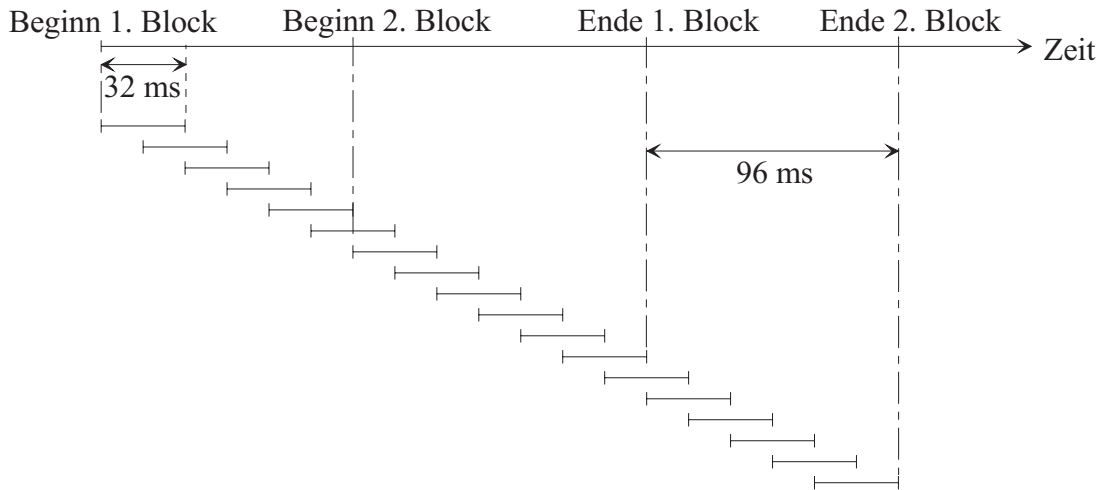 Beginn 1. Block Beginn 2. Block Ende 1. Block Ende 2. Block
Zeit
32 ms
96 ms